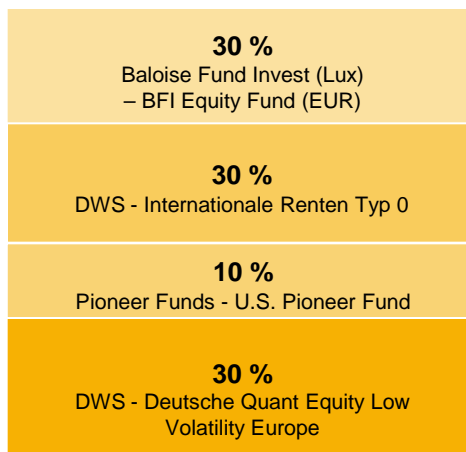 30 %
Baloise Fund Invest (Lux)
– BFI Equity Fund (EUR)
30 %
DWS - Internationale Renten Typ 0
10 %
Pioneer Funds - U.S. Pioneer Fund
30 %
DWS - Deutsche Quant Equity Low
Volatility Europe